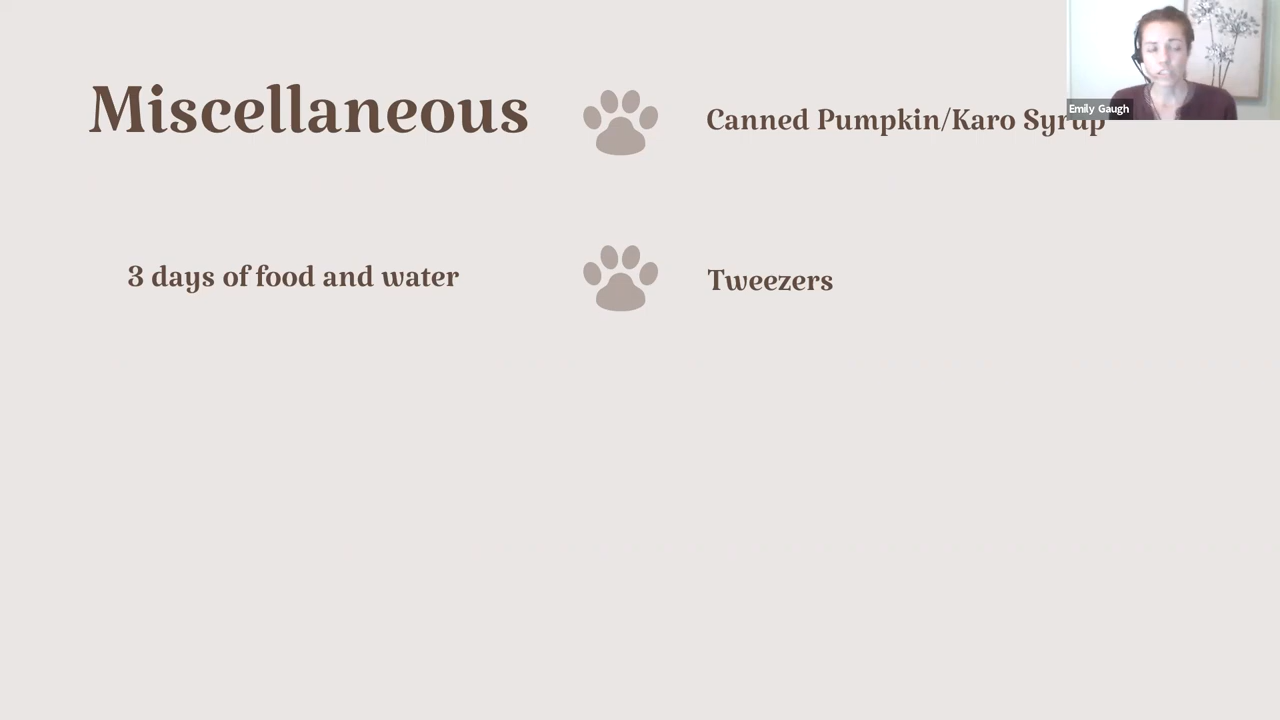 Miscellaneous
Canned Pumpkin/Karo Syrup
Emily Gaugh
3 days of food and water
Tweezers